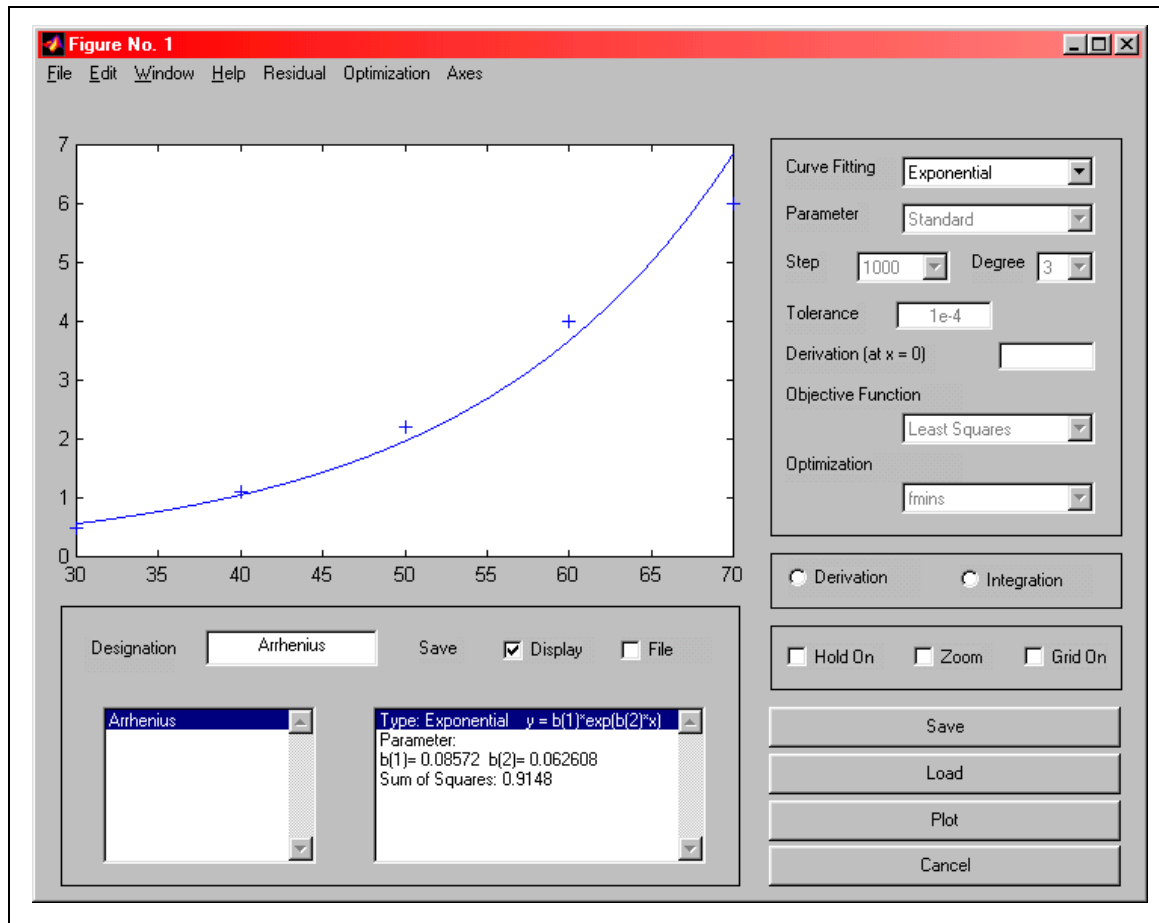 Figure No. 1
File Edit Window Help Residual Optimization Axes
7
6
5
4
3
2
1
0
30 35 40 45 50 55 60 65 70
Curve Fitting Exponential
Parameter Standard
Step 1000 Degree 3
Tolerance 1e-4
Derivation (at x = 0)
Objective Function
Least Squares
Optimization
fmins
Derivation Integration
Hold On Zoom Grid On
Designation Arrhenius Save Display File
Arrhenius
Type: Exponential y = b(1)*exp(b(2)*x)
Parameter:
b(1)= 0.08572 b(2)= 0.062608
Sum of Squares: 0.9148
Save
Load
Plot
Cancel